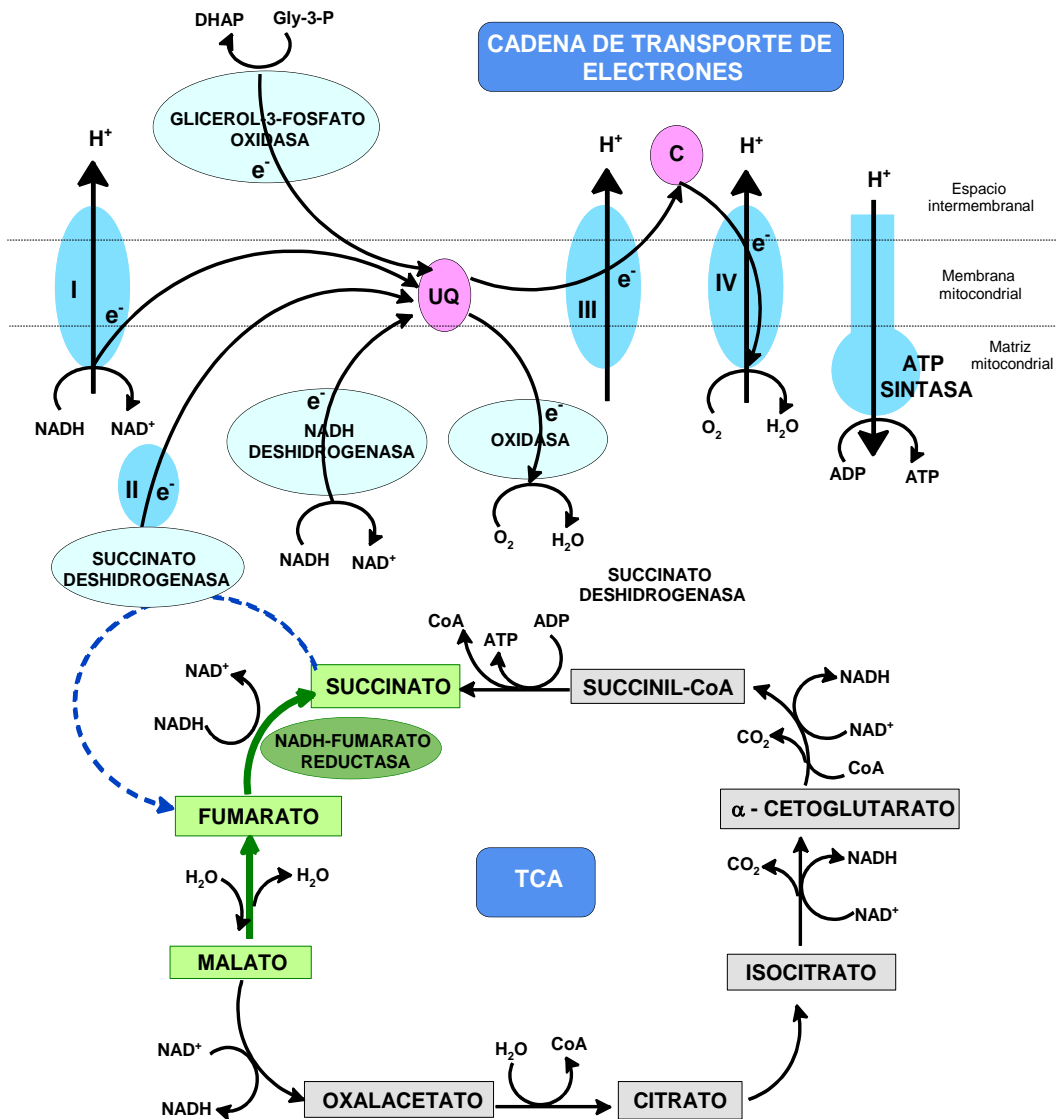 DHAP
Gly-3-P
CADENA DE TRANSPORTE DE
ELECTRONES
GLICEROL-3-FOSFATO
OXIDASA
e-
H+
H+
C
H+
H+
Espacio
intermembranal
I
e-
UQ
III
e-
IV
e-
Membrana
mitocondrial
Matriz
mitocondrial
ATP
SINTASA
NADH
NAD+
O2
H2O
ADP
ATP
II
e-
e-
NADH
DESHIDROGENASA
e-
OXIDASA
NADH
NAD+
O2
H2O
SUCCINATO
DESHIDROGENASA
SUCCINATO
DESHIDROGENASA
CoA
ATP
ADP
NAD+
NADH
SUCCINATO
SUCCINIL-CoA
NADH
NAD+
CO2
CoA
NADH-FUMARATO
REDUCTASA
FUMARATO
α - CETOGLUTARATO
H2O
H2O
TCA
CO2
NADH
NAD+
MALATO
ISOCITRATO
NAD+
NADH
H2O
CoA
OXALACETATO
CITRATO